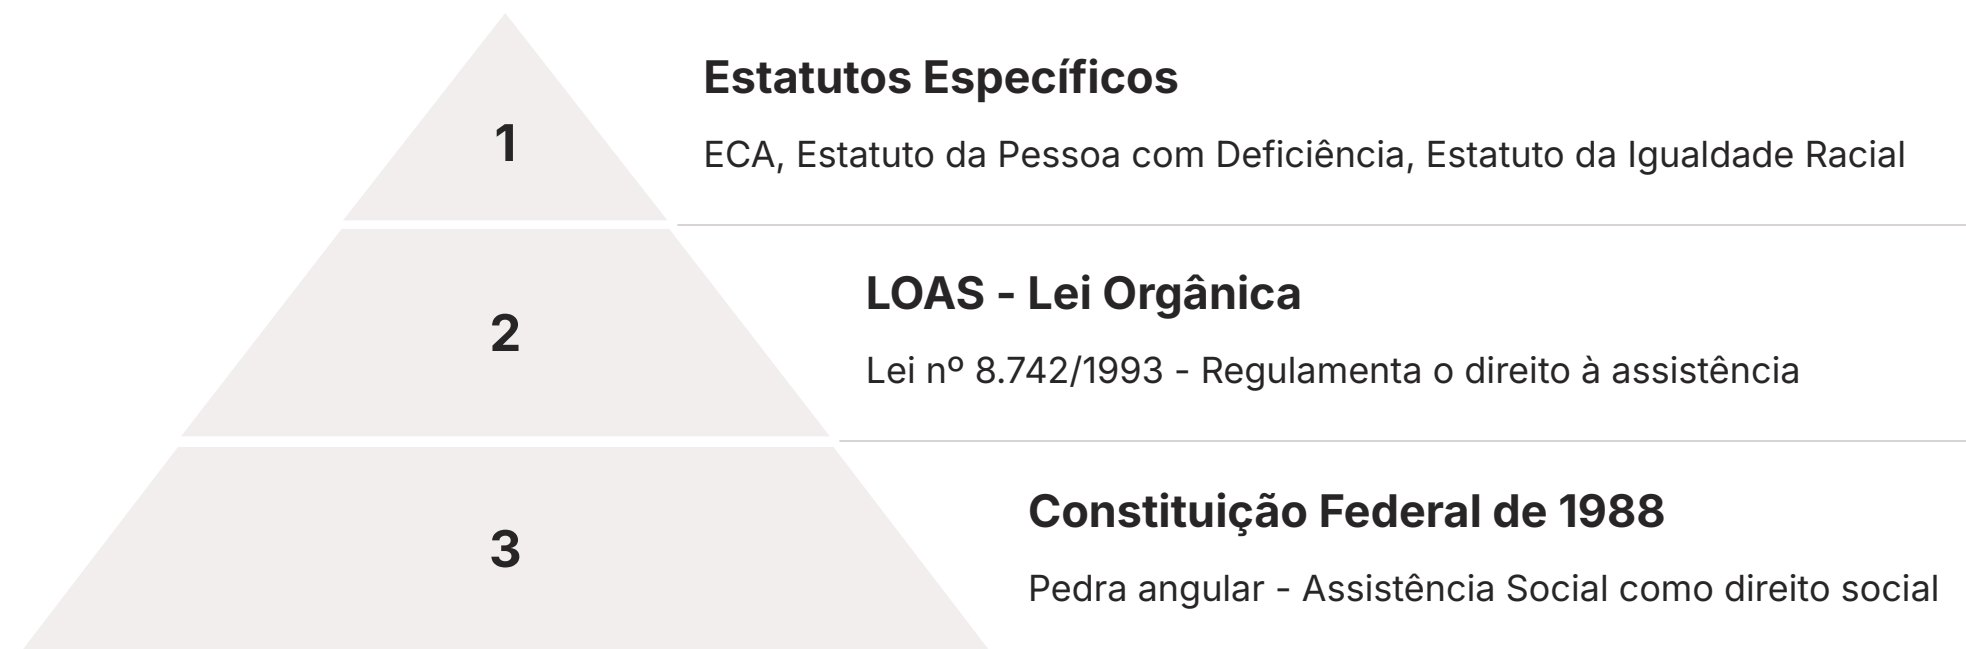 1
Estatutos Específicos
ECA, Estatuto da Pessoa com Deficiência, Estatuto da Igualdade Racial
2
LOAS - Lei Orgânica
Lei nº 8.742/1993 - Regulamenta o direito à assistência
3
Constituição Federal de 1988
Pedra angular - Assistência Social como direito social